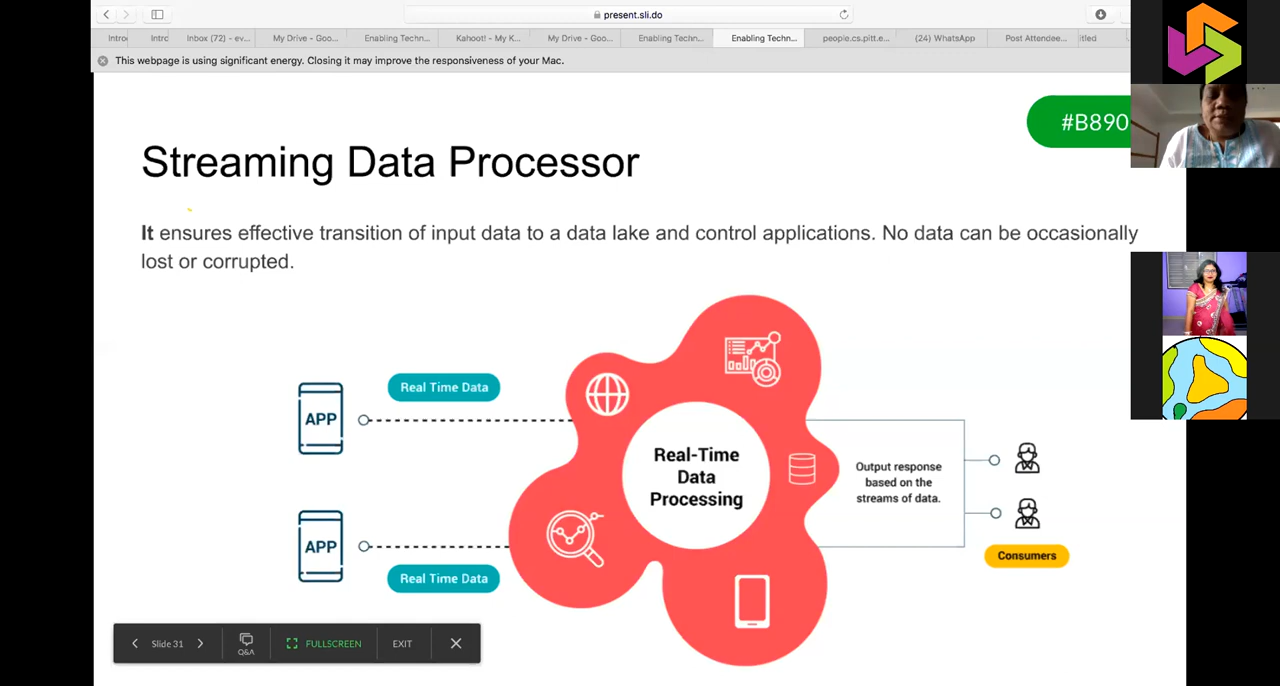 present.sli.do
Introd
Intro
Inbox (72) - ev...
My Drive - Goo...
Enabling Techn...
Kahoot! - My K...
My Drive - Goo...
Enabling Techn...
Enabling Techn...
people.cs.pitt.e...
(24) WhatsApp
Post Attendee...
itled
This webpage is using significant energy. Closing it may improve the responsiveness of your Mac.
#B890
Streaming Data Processor
It ensures effective transition of input data to a data lake and control applications. No data can be occasionally
lost or corrupted.
Real Time Data
APP
Real-Time
Data
Processing
Output response
based on the
streams of data.
APP
Real Time Data
Consumers
Slide 31
Q&A
FULLSCREEN
EXIT